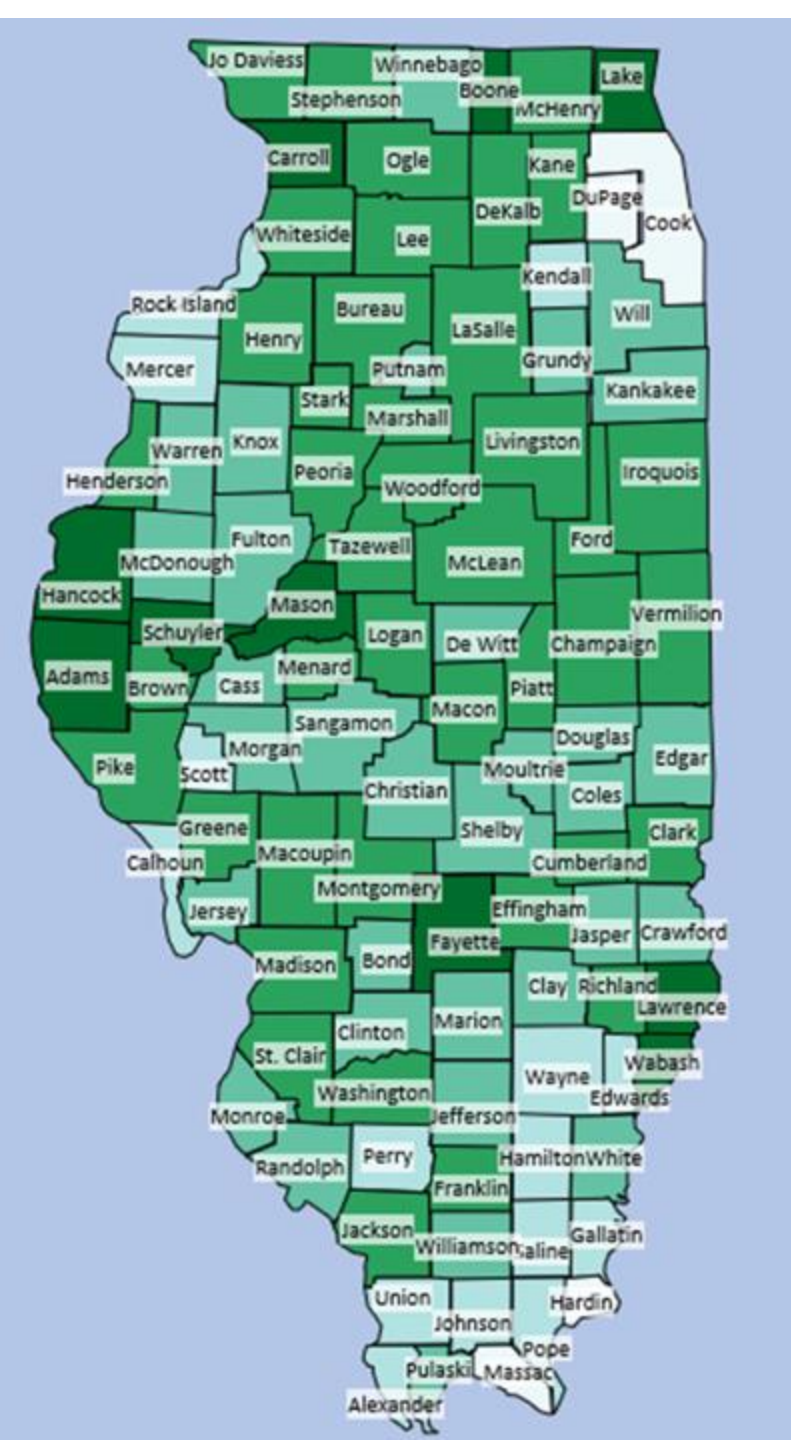 Jo Daviess
Winnebago
Lake
Stephenson
Boone
McHenry
Carroll
Ogle
Kane
DuPage
DeKalb
Cook
Whiteside
Lee
Kendall
Rock Island
Bureau
Will
LaSalle
Henry
Mercer
Putnam
Grundy
Kankakee
Stark
Marshall
Warren
Knox
Livingston
Henderson
Peoria
Iroquois
Woodford
McDonough
Fulton
Tazewell
Ford
McLean
Hancock
Mason
Vermilion
Schuyler
Logan
De Witt
Champaign
Adams
Brown
Cass
Menard
Piatt
Macon
Sangamon
Douglas
Pike
Scott
Morgan
Moultrie
Edgar
Christian
Coles
Greene
Shelby
Clark
Calhoun
Macoupin
Cumberland
Montgomery
Jersey
Effingham
Fayette
Jasper
Crawford
Madison
Bond
Clay
Richland
Lawrence
Clinton
Marion
St. Clair
Wayne
Wabash
Washington
Edwards
Monroe
Jefferson
Randolph
Perry
Hamilton
White
Franklin
Jackson
Williamson
aline
Gallatin
Union
Johnson
Hardin
Pope
Pulaski
Massac
Alexander